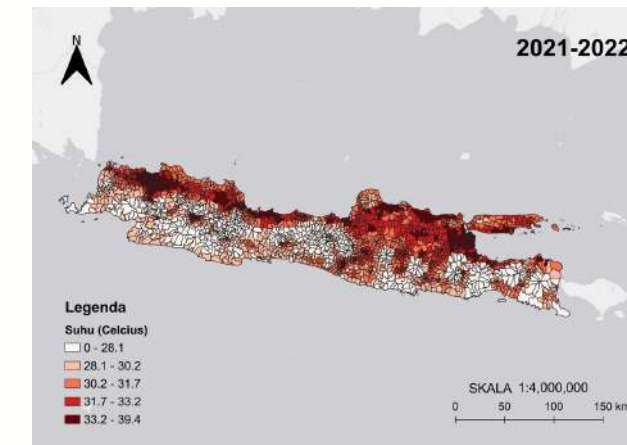 N
2021-2022
Legenda
Suhu (Celcius)
0 - 28.1
28.1 - 30.2
30.2 - 31.7
31.7 - 33.2
33.2 - 39.4
SKALA 1:4,000,000
0 50 100 150 km